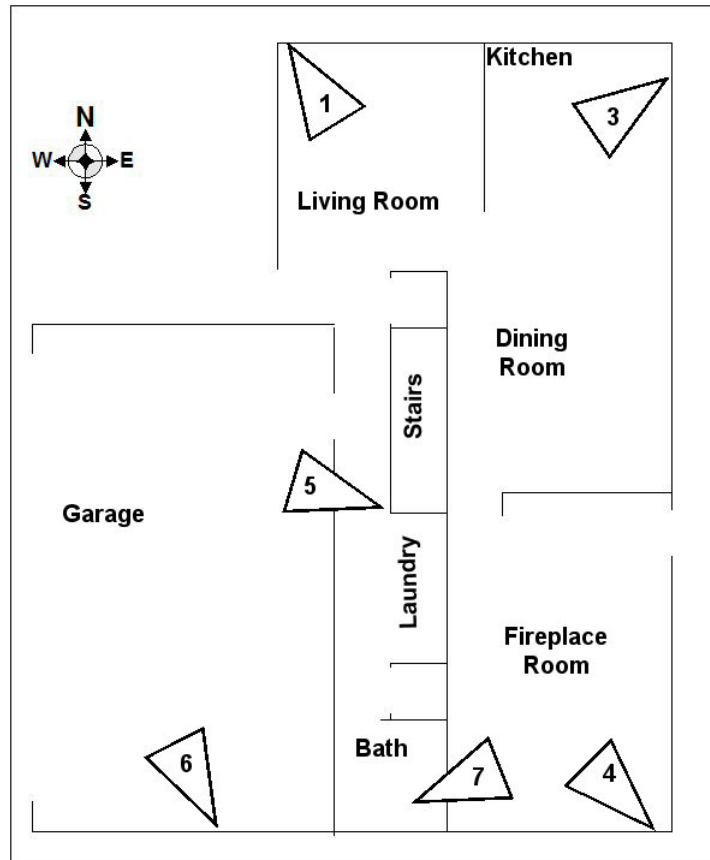 Kitchen
1
3
N
W E
S
Living Room
Dining
Room
Stairs
5
Garage
Laundry
Fireplace
Room
Bath
6
7
4